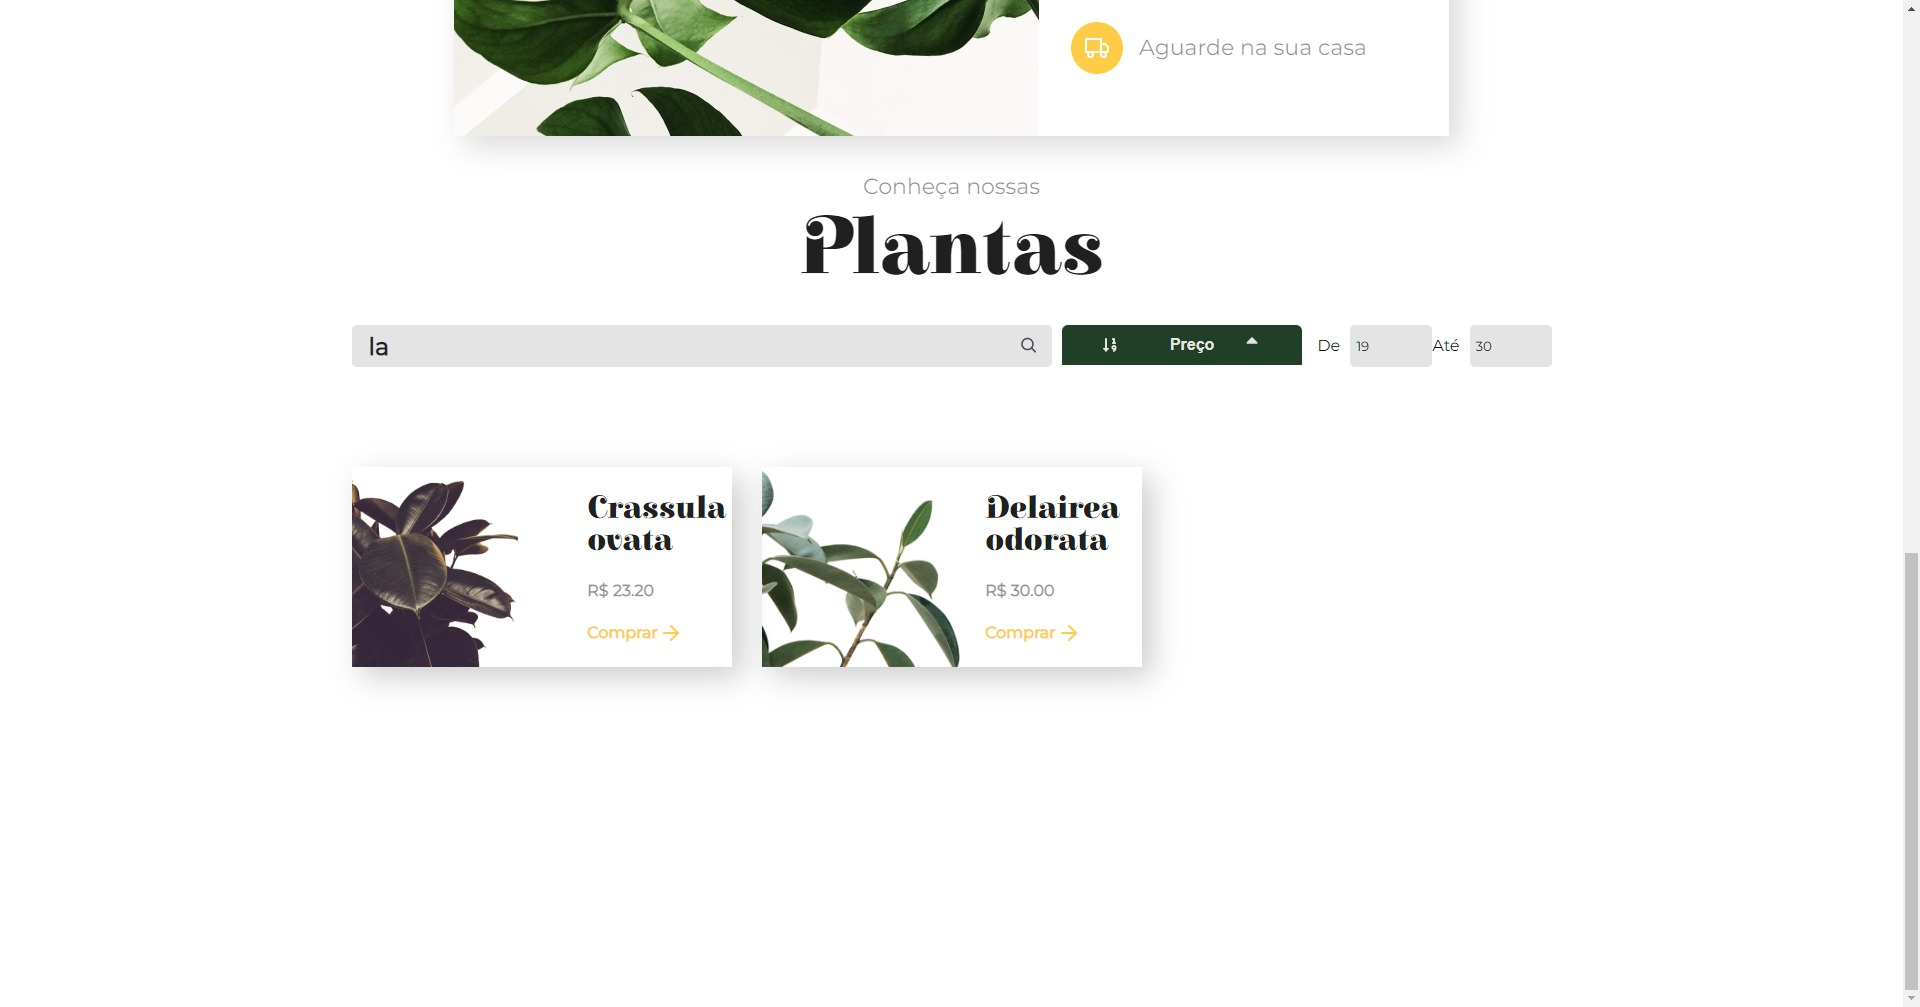 Aguarde na sua casa
Conheça nossas
Plantas
la
Preço
De 19 Até 30
Crassula
ovata
R$ 23.20
Comprar
Delairea
odorata
R$ 30.00
Comprar